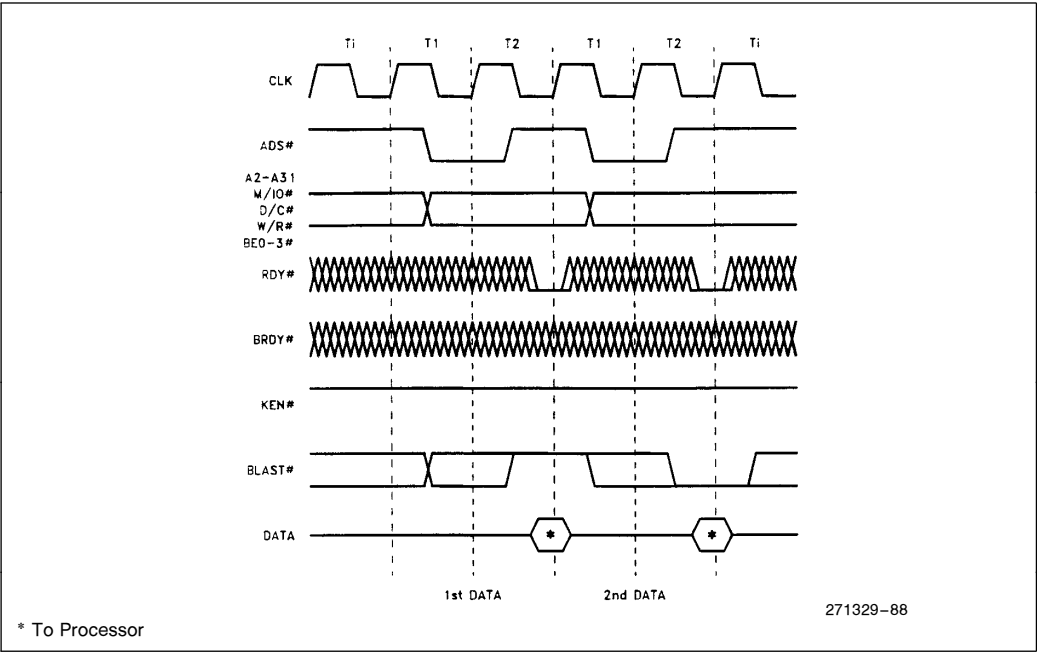 Ti T1 T2 T1 T2 Ti
CLK
ADS#
A2-A31
M/IO#
D/C#
W/R#
BE0-3#
RDY#
BRDY#
KEN#
BLAST#
DATA * *
1st DATA 2nd DATA
271329-88
* To Processor